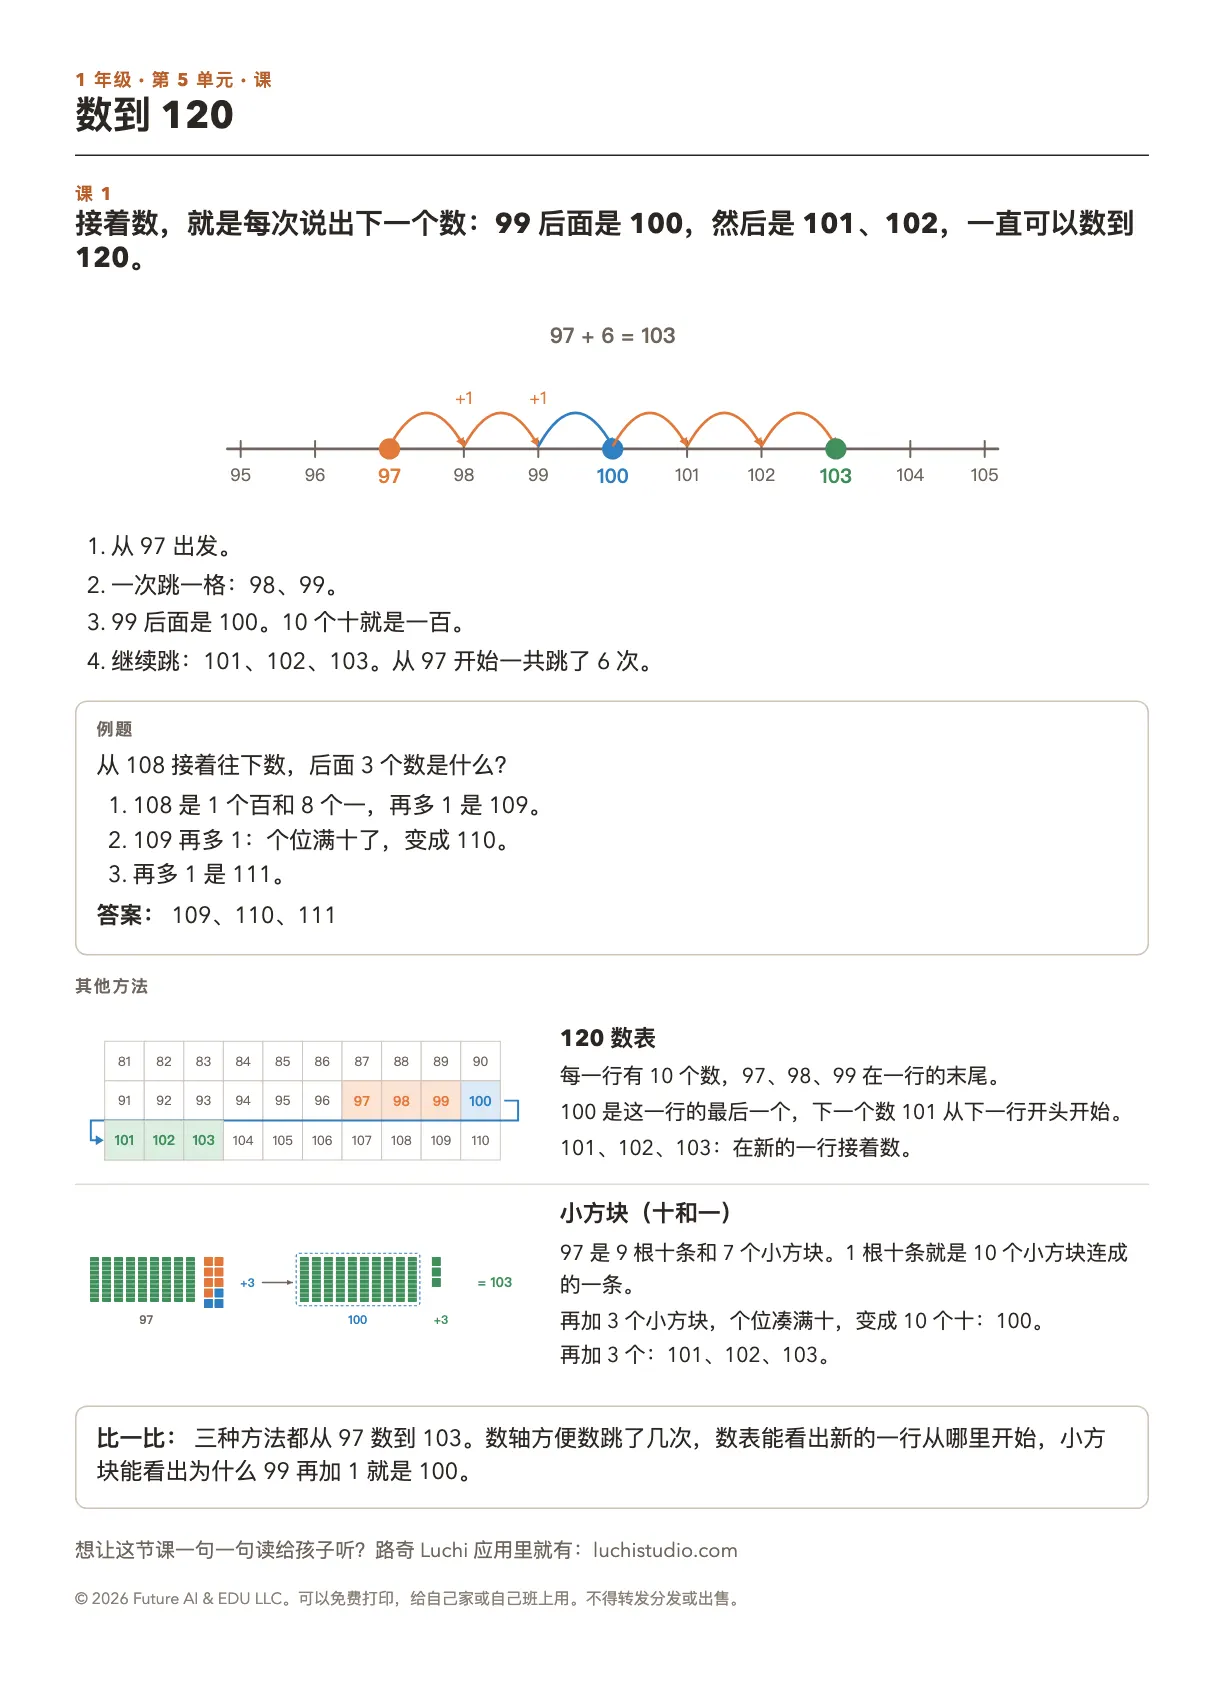 1 年级 · 第 5 单元 · 课
数到 120
课 1
接着数，就是每次说出下一个数：99 后面是 100，然后是 101、102，一直可以数到
120。
97 + 6 = 103
+1 +1
95 96 97 98 99 100 101 102 103 104 105
1. 从 97 出发。
2. 一次跳一格：98、99。
3. 99 后面是 100。10 个十就是一百。
4. 继续跳：101、102、103。从 97 开始一共跳了 6 次。
例题
从 108 接着往下数，后面 3 个数是什么？
1. 108 是 1 个百和 8 个一，再多 1 是 109。
2. 109 再多 1：个位满十了，变成 110。
3. 再多 1 是 111。
答案： 109、110、111
其他方法
81 82 83 84 85 86 87 88 89 90
91 92 93 94 95 96 97 98 99 100
101 102 103 104 105 106 107 108 109 110
120 数表
每一行有 10 个数，97、98、99 在一行的末尾。
100 是这一行的最后一个，下一个数 101 从下一行开头开始。
101、102、103：在新的一行接着数。
+3 = 103
97 100 +3
小方块（十和一）
97 是 9 根十条和 7 个小方块。1 根十条就是 10 个小方块连成
的一条。
再加 3 个小方块，个位凑满十，变成 10 个十：100。
再加 3 个：101、102、103。
比一比： 三种方法都从 97 数到 103。数轴方便数跳了几次，数表能看出新的一行从哪里开始，小方
块能看出为什么 99 再加 1 就是 100。
想让这节课一句一句读给孩子听？路奇 Luchi 应用里就有：luchistudio.com
© 2026 Future AI & EDU LLC。可以免费打印，给自己家或自己班上用。不得转发分发或出售。